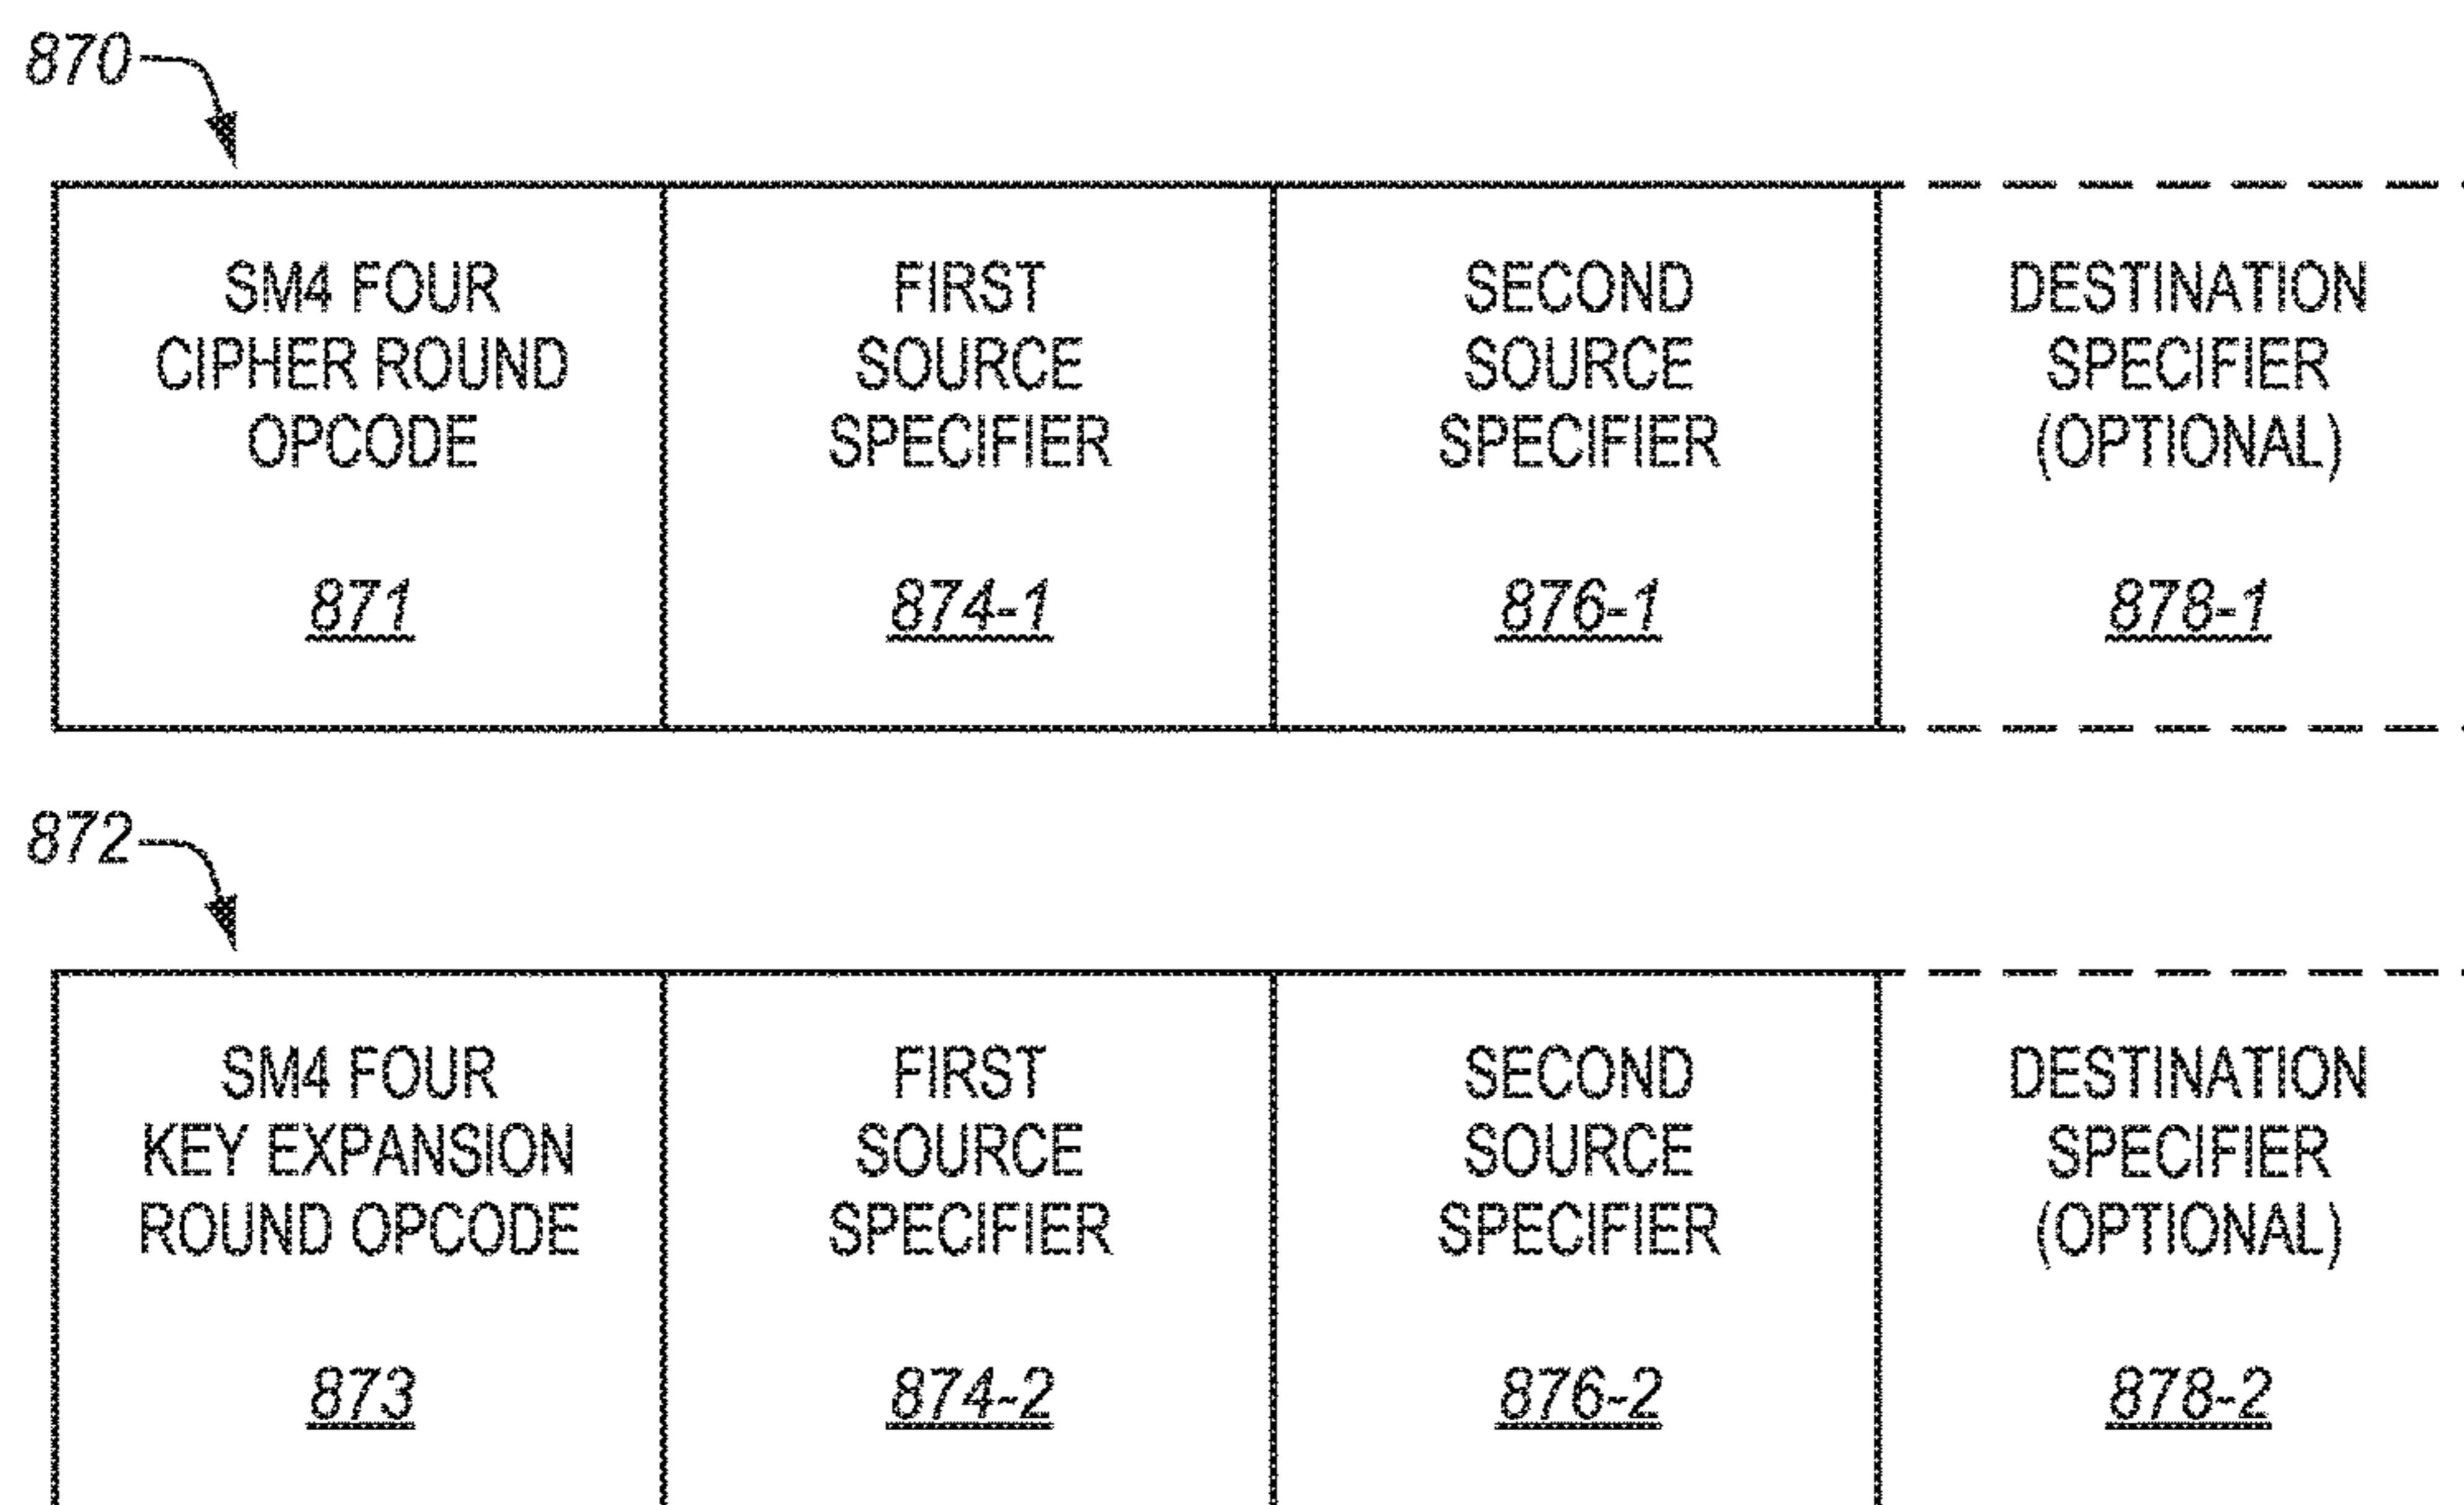 870
SM4 FOUR
CIPHER ROUND
OPCODE
871
FIRST
SOURCE
SPECIFIER
874-1
SECOND
SOURCE
SPECIFIER
876-1
DESTINATION
SPECIFIER
(OPTIONAL)
878-1
872
SM4 FOUR
KEY EXPANSION
ROUND OPCODE
873
FIRST
SOURCE
SPECIFIER
874-2
SECOND
SOURCE
SPECIFIER
876-2
DESTINATION
SPECIFIER
(OPTIONAL)
878-2